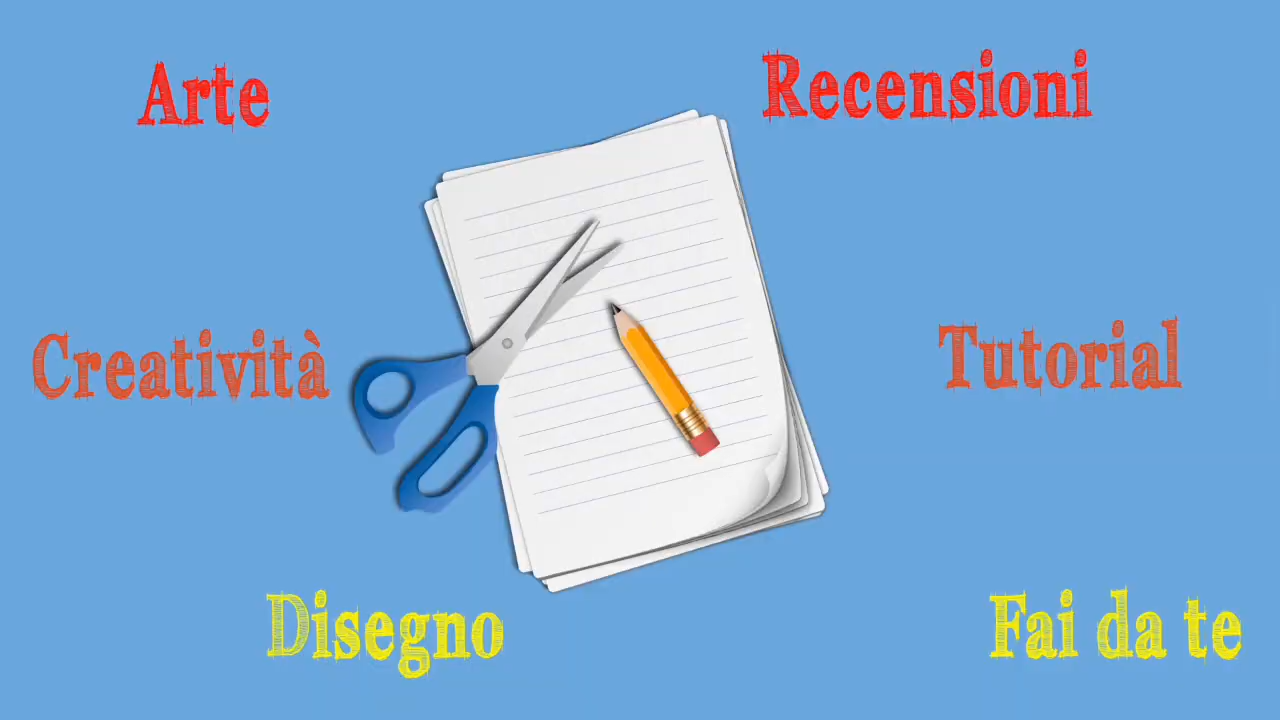 Arte
Recensioni
Creatività
Tutorial
Disegno
Fai da te